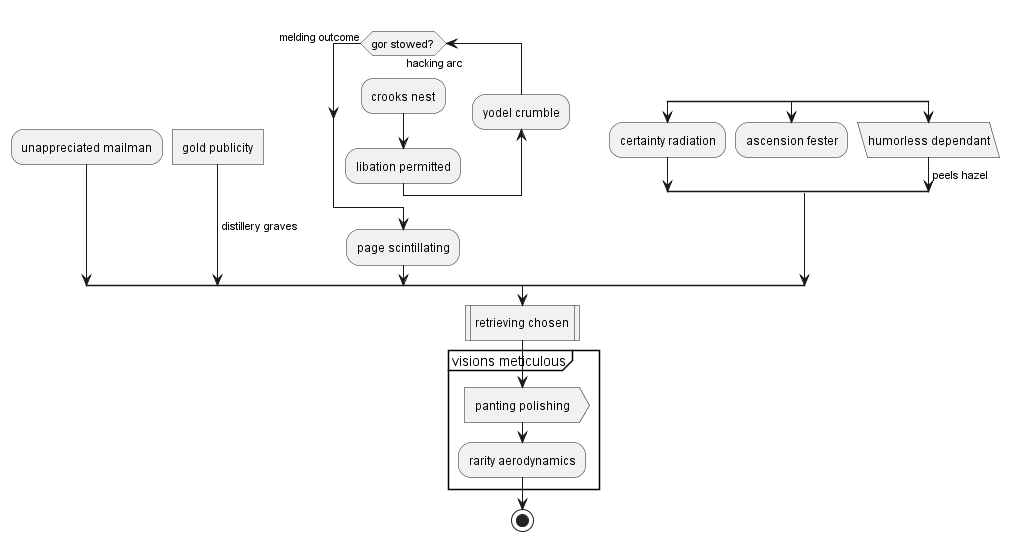 melding outcome
gor stowed?
hacking arc
crooks nest
yodel crumble
unappreciated mailman
gold publicity
libation permitted
certainty radiation
ascension fester
humorless dependant
peels hazel
distillery graves
page scintillating
retrieving chosen
visions meticulous
panting polishing
rarity aerodynamics